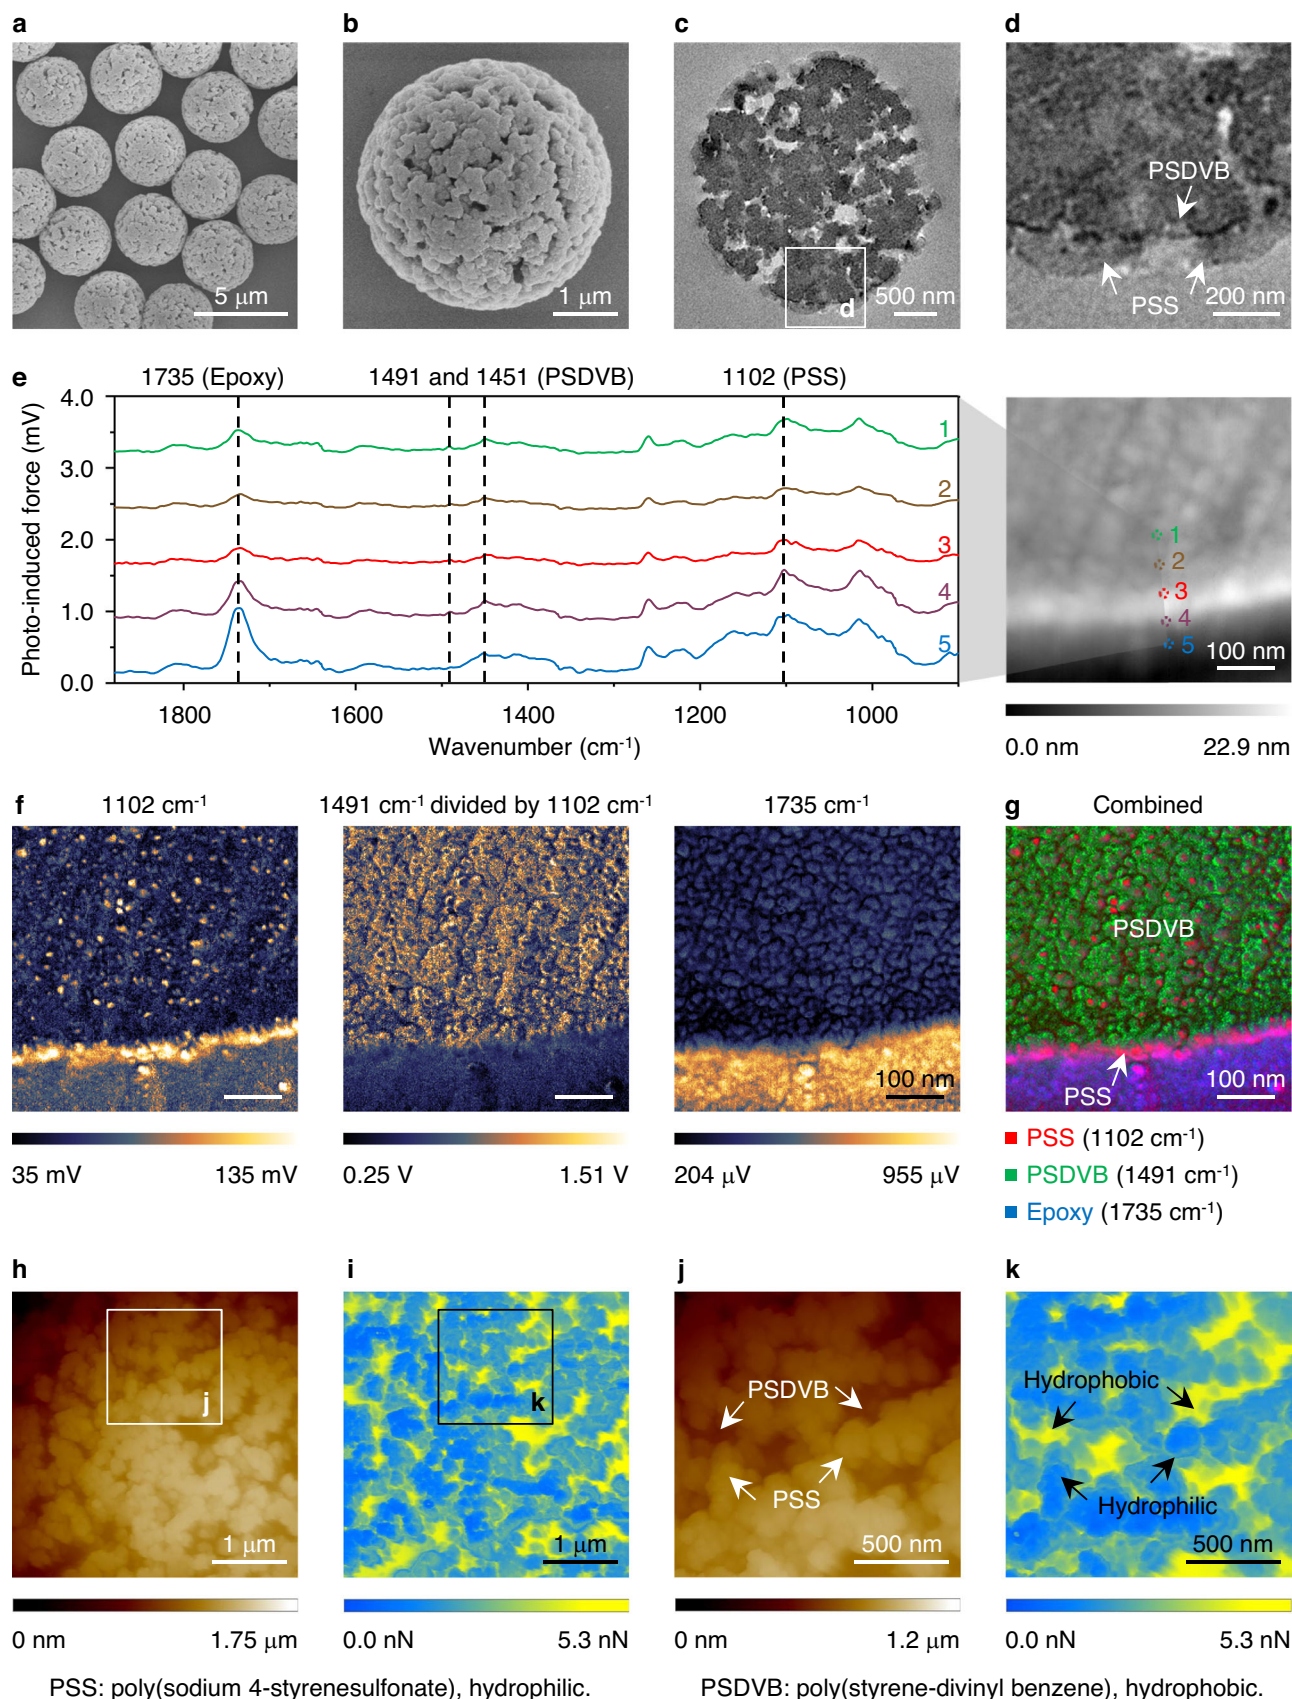 a
b
c
d
5 μm
1 μm
d
500 nm
PSDVB
PSS
200 nm
e
1735 (Epoxy)
1491 and 1451 (PSDVB)
1102 (PSS)
Photo-induced force (mV)
4.0
3.0
2.0
1.0
0.0
1
2
3
4
5
1800
1600
1400
1200
1000
Wavenumber (cm⁻¹)
1
2
3
4
5
100 nm
0.0 nm
22.9 nm
f
1102 cm⁻¹
1491 cm⁻¹ divided by 1102 cm⁻¹
1735 cm⁻¹
100 nm
35 mV
135 mV
0.25 V
1.51 V
204 μV
955 μV
g
Combined
PSDVB
PSS
100 nm
PSS (1102 cm⁻¹)
PSDVB (1491 cm⁻¹)
Epoxy (1735 cm⁻¹)
h
j
1 μm
0 nm
1.75 μm
i
k
1 μm
0.0 nN
5.3 nN
j
PSDVB
PSS
500 nm
0 nm
1.2 μm
k
Hydrophobic
Hydrophilic
500 nm
0.0 nN
5.3 nN
PSS: poly(sodium 4-styrenesulfonate), hydrophilic.
PSDVB: poly(styrene-divinyl benzene), hydrophobic.